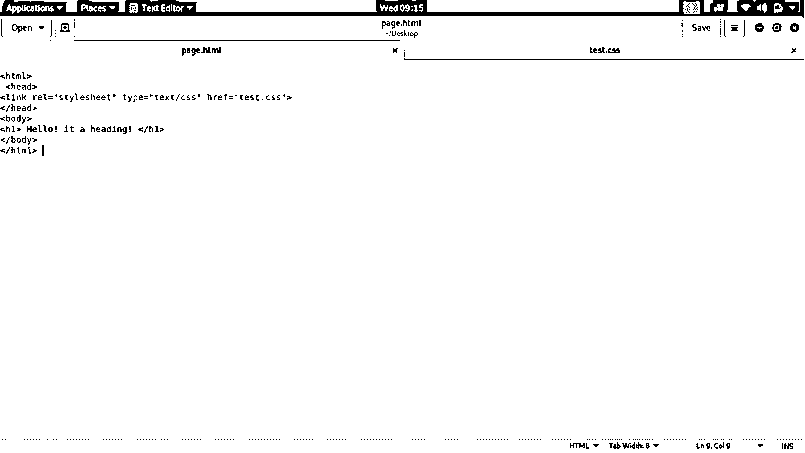 Applications Places Text Editor Wed 09:15
Open page.html Save
~/Desktop
page.html × test.css ×
<html>
<head>
<link rel="stylesheet" type="text/css" href="test.css">
</head>
<body>
<h1> Hello! it a heading! </h1>
</body>
</html>
HTML Tab Width: 8 Ln 9, Col 9 INS